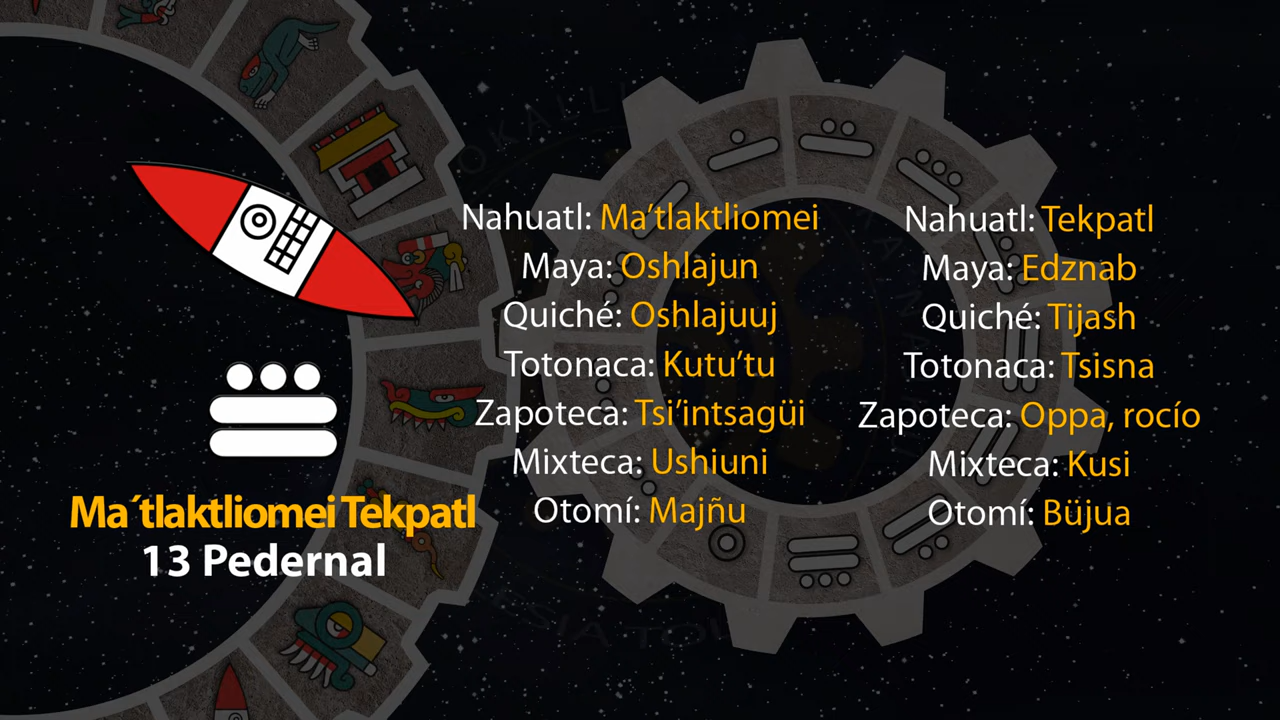 Nahuatl: Ma’tlaktliomei
Maya: Oshlajun
Quiché: Oshlajuuj
Totonaca: Kutu’tu
Zapoteca: Tsi’intsagüi
Mixteca: Ushiuni
Otomí: Majñu
Nahuatl: Tekpatl
Maya: Edznab
Quiché: Tijash
Totonaca: Tsisna
Zapoteca: Oppa, rocío
Mixteca: Kusi
Otomí: Büjua
Ma´tlaktliomei Tekpatl
13 Pedernal